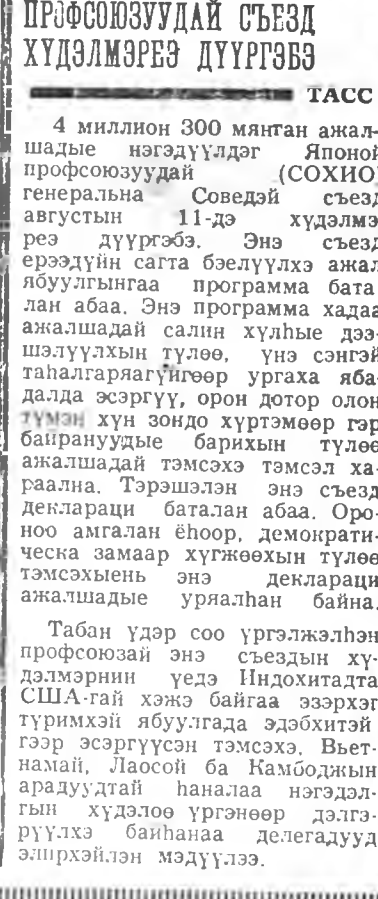 ПРОФСОЮЗУУДАЙ СЪЕЗД
ХҮДЭЛМЭРЕЭ ДҮҮРГЭБЭ
ТАСС
4 миллион 300 мянган ажал-
шадые нэгэдүүлдэг Японой
профсоюзуудай (СОХИО)
генеральна Соведэй съезд
августын 11-дэ хүдэлмэ-
реэ дүүргэбэ. Энэ съезд
ерээдүйн сагта бэелүүлхэ ажал
ябуулгынгаа программа бата-
лан абаа. Энэ программа хадаа
ажалшадай салин хүлһые дээ-
шэлүүлхын түлөө, үнэ сэнгэй
таһалгаряагүйгөөр ургаха яба-
далда эсэргүү, орон дотор олон
түмэн хүн зондо хүртэмөөр гэр
байрануудые барихын түлөө
ажалшадай тэмсэхэ тэмсэл ха-
раална. Тэрэшэлэн энэ съезд
деклараци баталан абаа. Оро-
ноо амгалан ёһоор, демократи-
ческа замаар хүгжөөхын түлөө
тэмсэхыень энэ деклараци
ажалшадые уряалһан байна.
Табан үдэр соо үргэлжэлһэн
профсоюзай энэ съездын хү-
дэлмэрнин үедэ Индохитадта
США-гай хэжэ байгаа эзэрхэг
түримхэй ябуулгада эдэбхитэй
гээр эсэргүүсэн тэмсэхэ. Вьет-
намай, Лаосой ба Камбоджын
арадуудтай һаналаа нэгэдэл-
гын хүдэлөө үргэнөөр дэлгэ-
рүүлхэ байһанаа делегадууд
элирхэйлэн мэдүүлээ.